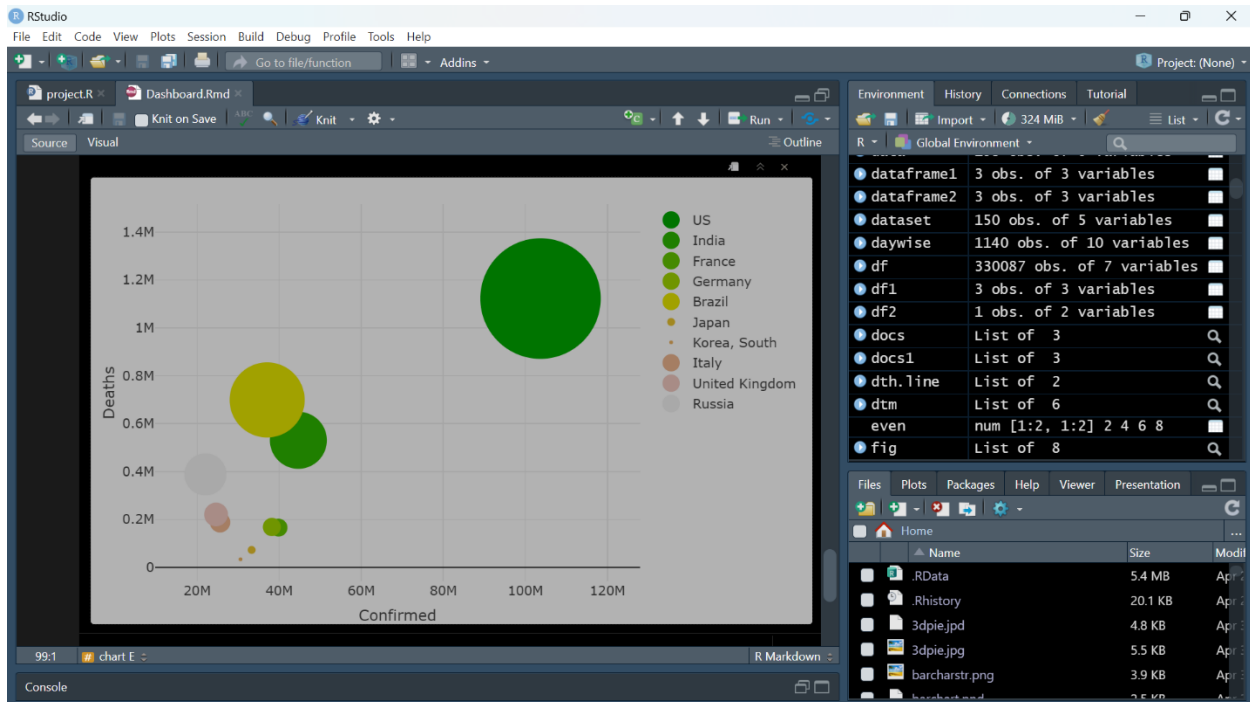 RStudio
File Edit Code View Plots Session Build Debug Profile Tools Help
Go to file/function Addins Project: (None)
project.R Dashboard.Rmd
Knit on Save ABC Knit Run
Source Visual Outline
1.4M
1.2M
1M
0.8M
0.6M
0.4M
0.2M
0
Deaths
20M 40M 60M 80M 100M 120M
Confirmed
US
India
France
Germany
Brazil
Japan
Korea, South
Italy
United Kingdom
Russia
99:1 # chart E R Markdown
Console
Environment History Connections Tutorial
Import 324 MiB List
R Global Environment
dataframe1 3 obs. of 3 variables
dataframe2 3 obs. of 3 variables
dataset 150 obs. of 5 variables
daywise 1140 obs. of 10 variables
df 330087 obs. of 7 variables
df1 3 obs. of 3 variables
df2 1 obs. of 2 variables
docs List of 3
docs1 List of 3
dth.line List of 2
dtm List of 6
even num [1:2, 1:2] 2 4 6 8
fig List of 8
Files Plots Packages Help Viewer Presentation
Home ...
Name Size Modif
.RData 5.4 MB Apr
.Rhistory 20.1 KB Apr
3dpie.jpd 4.8 KB Apr
3dpie.jpg 5.5 KB Apr
barcharstr.png 3.9 KB Apr